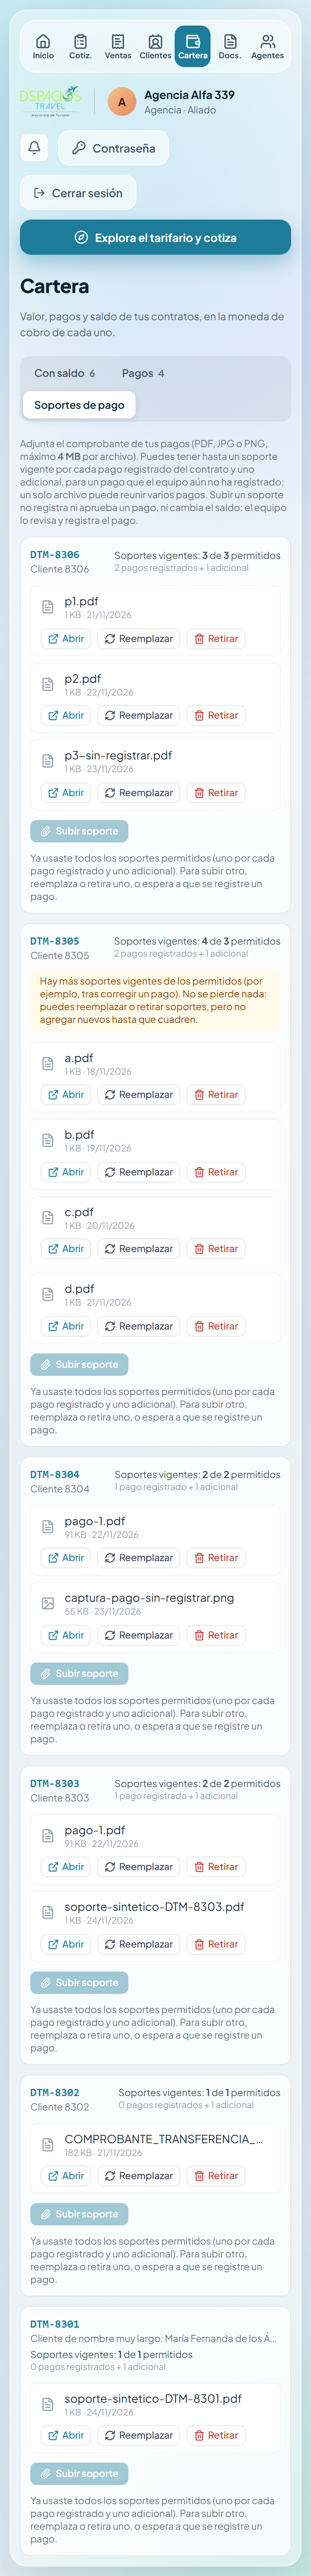 Inicio Cotiz. Ventas Clientes Cartera Docs. Agentes
DSPACIOS
TRAVEL
A
Agencia Alfa 339
Agencia · Aliado
Contraseña
Cerrar sesión
Explora el tarifario y cotiza
Cartera
Valor, pagos y saldo de tus contratos, en la moneda de
cobro de cada uno.
Con saldo 6 Pagos 4
Soportes de pago
Adjunta el comprobante de tus pagos (PDF, JPG o PNG,
máximo 4 MB por archivo). Puedes tener hasta un soporte
vigente por cada pago registrado del contrato y uno
adicional, para un pago que el equipo aún no ha registrado;
un solo archivo puede reunir varios pagos. Subir un soporte
no registra ni aprueba un pago, ni cambia el saldo: el equipo
lo revisa y registra el pago.
DTM-8306 Soportes vigentes: 3 de 3 permitidos
Cliente 8306 2 pagos registrados + 1 adicional
p1.pdf
1 KB · 21/11/2026
Abrir Reemplazar Retirar
p2.pdf
1 KB · 22/11/2026
Abrir Reemplazar Retirar
p3-sin-registrar.pdf
1 KB · 23/11/2026
Abrir Reemplazar Retirar
Subir soporte
Ya usaste todos los soportes permitidos (uno por cada
pago registrado y uno adicional). Para subir otro,
reemplaza o retira uno, o espera a que se registre un
pago.
DTM-8305 Soportes vigentes: 4 de 3 permitidos
Cliente 8305 2 pagos registrados + 1 adicional
Hay más soportes vigentes de los permitidos (por
ejemplo, tras corregir un pago). No se pierde nada:
puedes reemplazar o retirar soportes, pero no
agregar nuevos hasta que cuadren.
a.pdf
1 KB · 18/11/2026
Abrir Reemplazar Retirar
b.pdf
1 KB · 19/11/2026
Abrir Reemplazar Retirar
c.pdf
1 KB · 20/11/2026
Abrir Reemplazar Retirar
d.pdf
1 KB · 21/11/2026
Abrir Reemplazar Retirar
Subir soporte
Ya usaste todos los soportes permitidos (uno por cada
pago registrado y uno adicional). Para subir otro,
reemplaza o retira uno, o espera a que se registre un
pago.
DTM-8304 Soportes vigentes: 2 de 2 permitidos
Cliente 8304 1 pago registrado + 1 adicional
pago-1.pdf
91 KB · 22/11/2026
Abrir Reemplazar Retirar
captura-pago-sin-registrar.png
55 KB · 23/11/2026
Abrir Reemplazar Retirar
Subir soporte
Ya usaste todos los soportes permitidos (uno por cada
pago registrado y uno adicional). Para subir otro,
reemplaza o retira uno, o espera a que se registre un
pago.
DTM-8303 Soportes vigentes: 2 de 2 permitidos
Cliente 8303 1 pago registrado + 1 adicional
pago-1.pdf
91 KB · 22/11/2026
Abrir Reemplazar Retirar
soporte-sintetico-DTM-8303.pdf
1 KB · 24/11/2026
Abrir Reemplazar Retirar
Subir soporte
Ya usaste todos los soportes permitidos (uno por cada
pago registrado y uno adicional). Para subir otro,
reemplaza o retira uno, o espera a que se registre un
pago.
DTM-8302 Soportes vigentes: 1 de 1 permitidos
Cliente 8302 0 pagos registrados + 1 adicional
COMPROBANTE_TRANSFERENCIA_...
182 KB · 21/11/2026
Abrir Reemplazar Retirar
Subir soporte
Ya usaste todos los soportes permitidos (uno por cada
pago registrado y uno adicional). Para subir otro,
reemplaza o retira uno, o espera a que se registre un
pago.
DTM-8301
Cliente de nombre muy largo: María Fernanda de los Á...
Soportes vigentes: 1 de 1 permitidos
0 pagos registrados + 1 adicional
soporte-sintetico-DTM-8301.pdf
1 KB · 24/11/2026
Abrir Reemplazar Retirar
Subir soporte
Ya usaste todos los soportes permitidos (uno por cada
pago registrado y uno adicional). Para subir otro,
reemplaza o retira uno, o espera a que se registre un
pago.